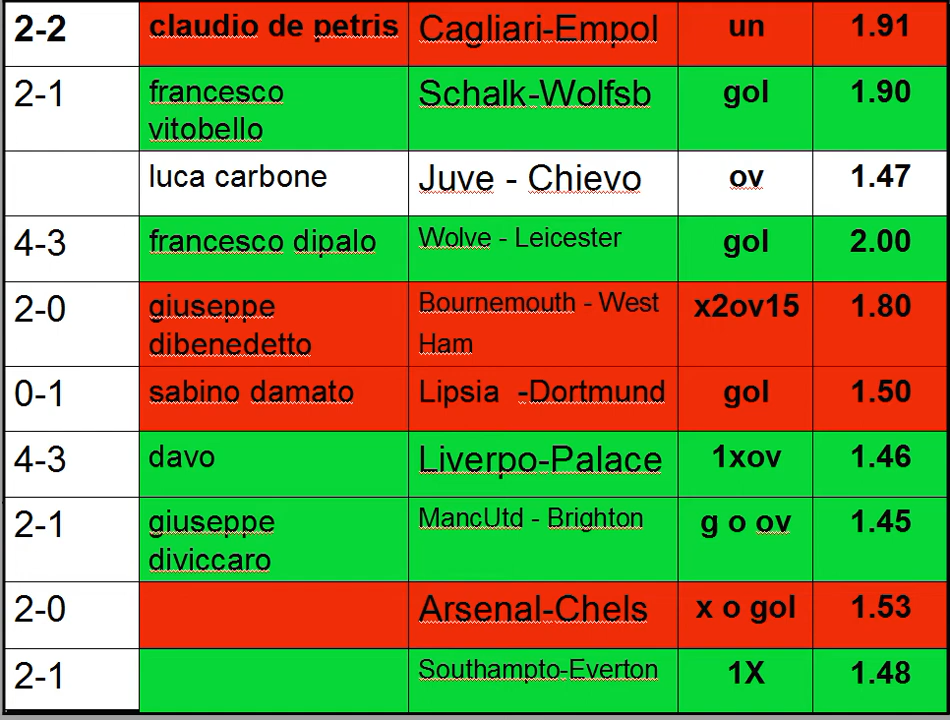 2-2 claudio de petris Cagliari-Empol un 1.91
2-1 francesco vitobello Schalk-Wolfsb gol 1.90
luca carbone Juve - Chievo ov 1.47
4-3 francesco dipalo Wolve - Leicester gol 2.00
2-0 giuseppe dibenedetto Bournemouth - West Ham x2ov15 1.80
0-1 sabino damato Lipsia -Dortmund gol 1.50
4-3 davo Liverpo-Palace 1xov 1.46
2-1 giuseppe diviccaro MancUtd - Brighton g o ov 1.45
2-0 Arsenal-Chels x o gol 1.53
2-1 Southampto-Everton 1X 1.48